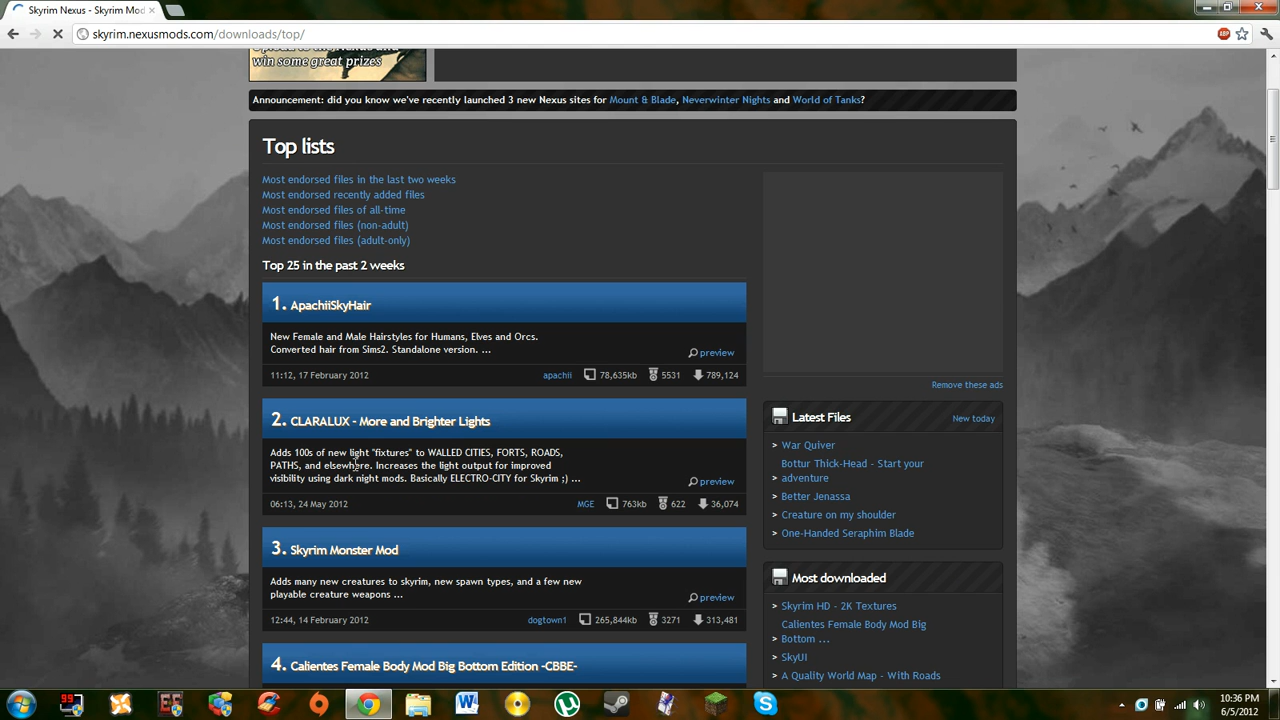 Skyrim Nexus - Skyrim Mod
skyrim.nexusmods.com/downloads/top/
win some great prizes
Announcement: did you know we've recently launched 3 new Nexus sites for Mount & Blade, Neverwinter Nights and World of Tanks?
Top lists
Most endorsed files in the last two weeks
Most endorsed recently added files
Most endorsed files of all-time
Most endorsed files (non-adult)
Most endorsed files (adult-only)
Top 25 in the past 2 weeks
1. ApachiiSkyHair
New Female and Male Hairstyles for Humans, Elves and Orcs.
Converted hair from Sims2. Standalone version. ...
preview
11:12, 17 February 2012 apachii 78,635kb 5531 789,124
2. CLARALUX - More and Brighter Lights
Adds 100s of new light "fixtures" to WALLED CITIES, FORTS, ROADS,
PATHS, and elsewhere. Increases the light output for improved
visibility using dark night mods. Basically ELECTRO-CITY for Skyrim ;) ...
preview
06:13, 24 May 2012 MGE 763kb 622 36,074
3. Skyrim Monster Mod
Adds many new creatures to skyrim, new spawn types, and a few new
playable creature weapons ...
preview
12:44, 14 February 2012 dogtown1 265,844kb 3271 313,481
4. Calientes Female Body Mod Big Bottom Edition -CBBE-
Remove these ads
Latest Files New today
> War Quiver
Bottur Thick-Head - Start your
> adventure
> Better Jenassa
> Creature on my shoulder
> One-Handed Seraphim Blade
Most downloaded
> Skyrim HD - 2K Textures
Calientes Female Body Mod Big
> Bottom ...
> SkyUI
> A Quality World Map - With Roads
ABP
99
W
10:36 PM
6/5/2012